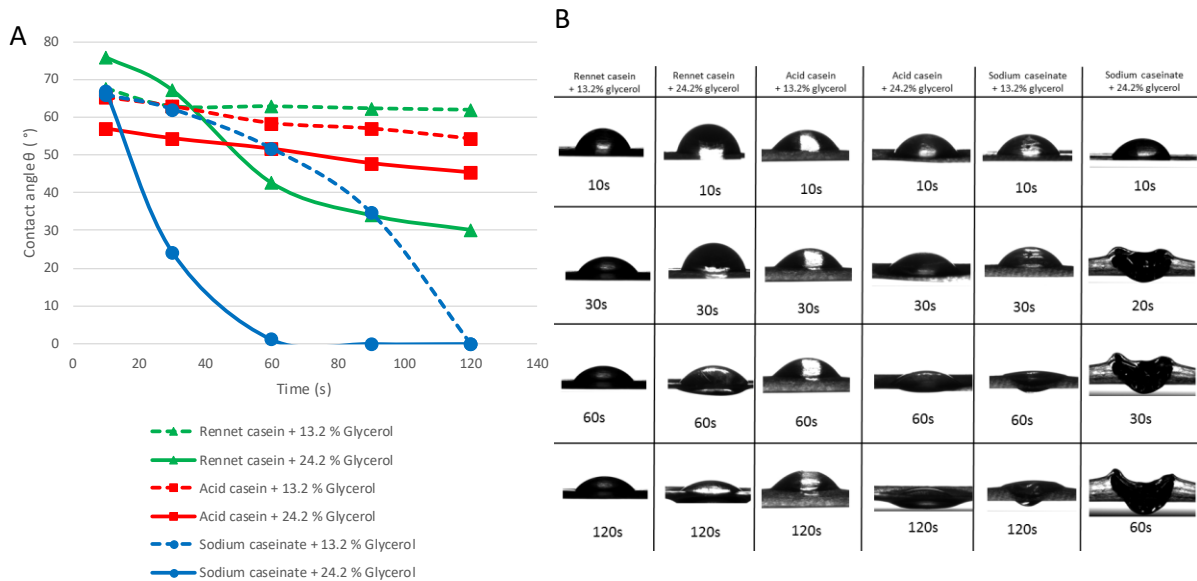 A
80
70
60
50
40
30
20
10
0
Contact angle θ ( °)
0 20 40 60 80 100 120 140
Time (s)
Rennet casein + 13.2 % Glycerol
Rennet casein + 24.2 % Glycerol
Acid casein + 13.2 % Glycerol
Acid casein + 24.2 % Glycerol
Sodium caseinate + 13.2 % Glycerol
Sodium caseinate + 24.2 % Glycerol
B
Rennet casein Rennet casein Acid casein Acid casein Sodium caseinate Sodium caseinate
+ 13.2% glycerol + 24.2% glycerol + 13.2% glycerol + 24.2% glycerol + 13.2% glycerol + 24.2% glycerol
10s 10s 10s 10s 10s 10s
30s 30s 30s 30s 30s 20s
60s 60s 60s 60s 60s 30s
120s 120s 120s 120s 120s 60s